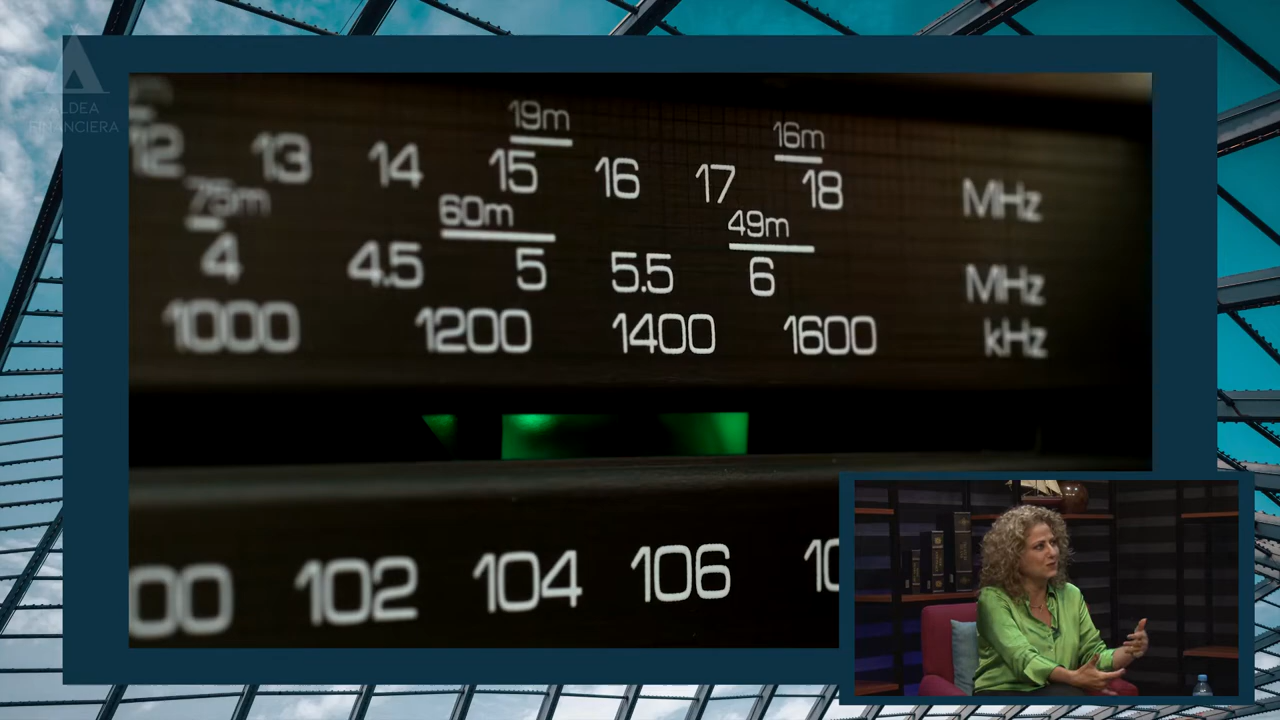 ALDEA
FINANCIERA
19m 16m
12 13 14 15 16 17 18 MHz
75m 60m 49m
4 4.5 5 5.5 6 MHz
1000 1200 1400 1600 kHz
102 104 106